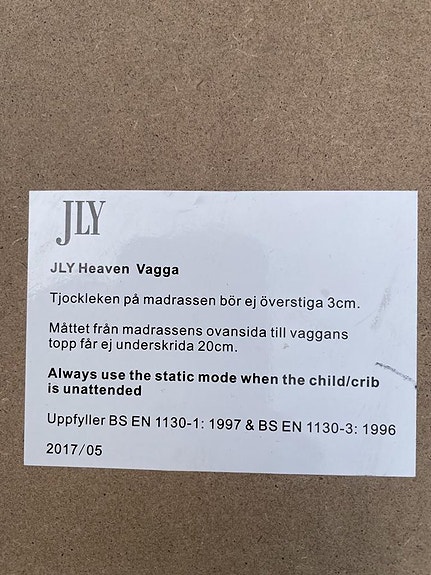 JLY
JLY Heaven Vagga
Tjockleken på madrassen bör ej överstiga 3cm.
Måttet från madrassens ovansida till vaggans
topp får ej underskrida 20cm.
Always use the static mode when the child/crib
is unattended
Uppfyller BS EN 1130-1: 1997 & BS EN 1130-3: 1996
2017/05